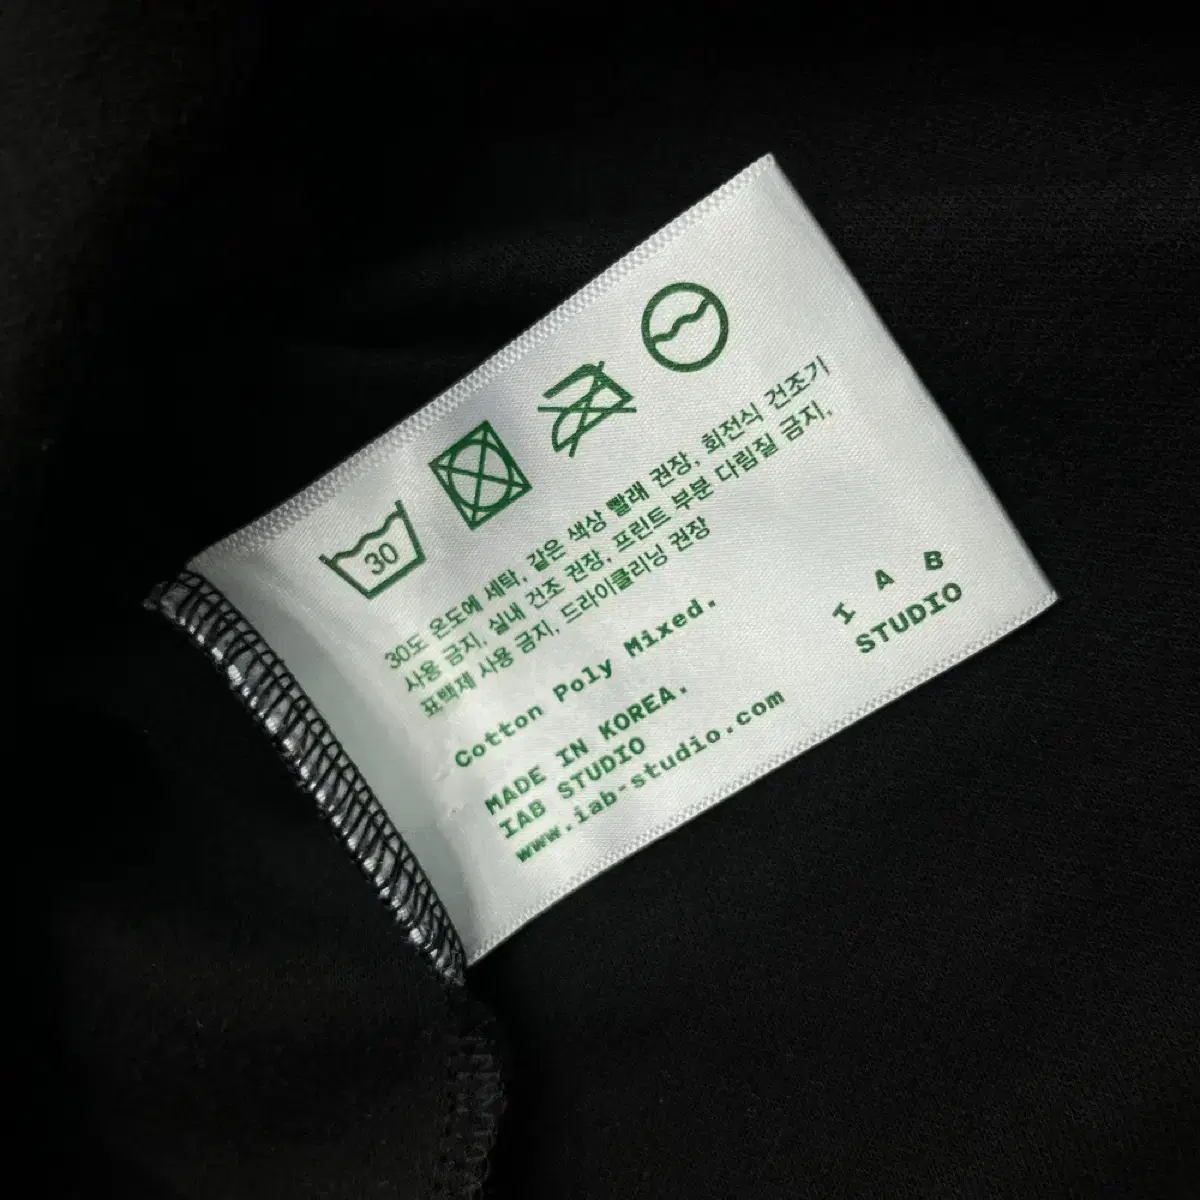 30
30도 온도에 세탁, 같은 색상 빨래 권장, 회전식 건조기
사용 금지, 실내 건조 권장, 프린트 부분 다림질 금지,
표백제 사용 금지, 드라이클리닝 권장
Cotton Poly Mixed.
MADE IN KOREA.
IAB STUDIO
www.iab-studio.com
I A B
STUDIO